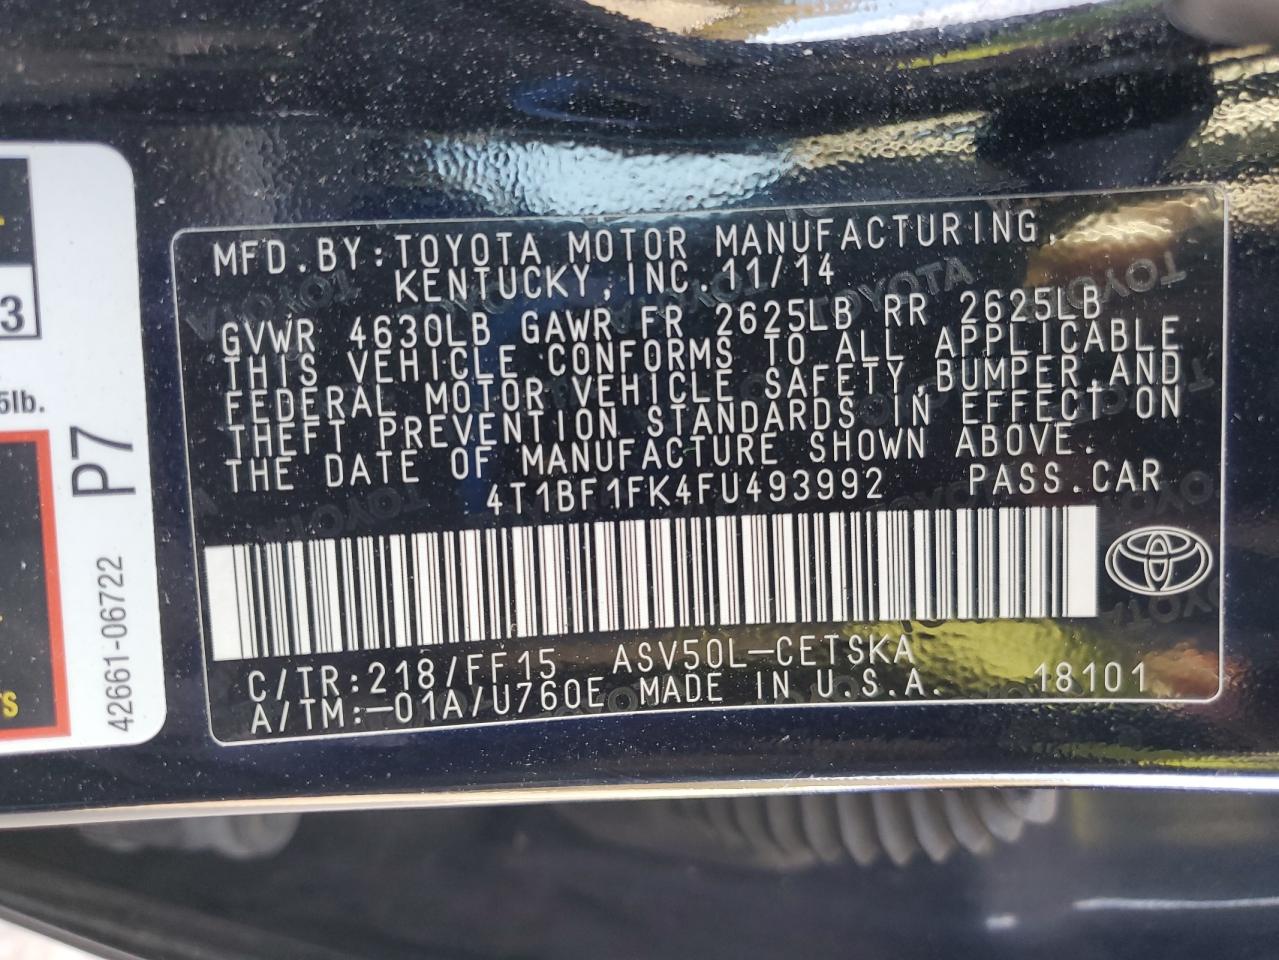 MFD.BY:TOYOTA MOTOR MANUFACTURING,
KENTUCKY,INC.11/14
GVWR 4630LB GAWR FR 2625LB RR 2625LB
THIS VEHICLE CONFORMS TO ALL APPLICABLE
FEDERAL MOTOR VEHICLE SAFETY,BUMPER,AND
THEFT PREVENTION STANDARDS IN EFFECT ON
THE DATE OF MANUFACTURE SHOWN ABOVE.
4T1BF1FK4FU493992 PASS.CAR
C/TR:218/FF15 ASV50L-CETSKA
A/TM:-01A/U760E MADE IN U.S.A. 18101
3
5lb.
P7
42661-06722